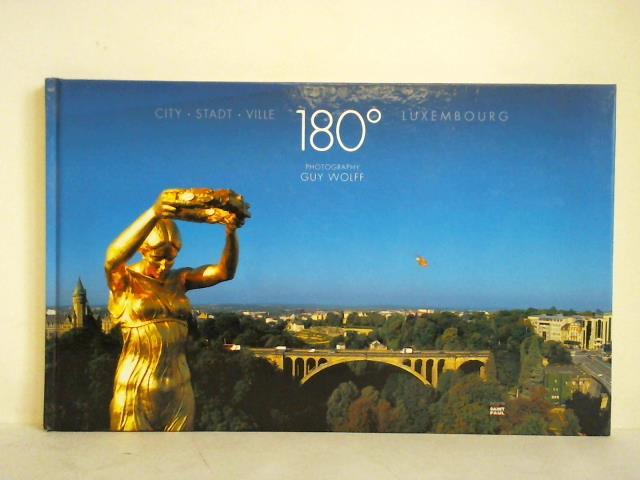 CITY · STADT · VILLE 180° LUXEMBOURG
PHOTOGRAPHY
GUY WOLFF
SAINT
PAUL